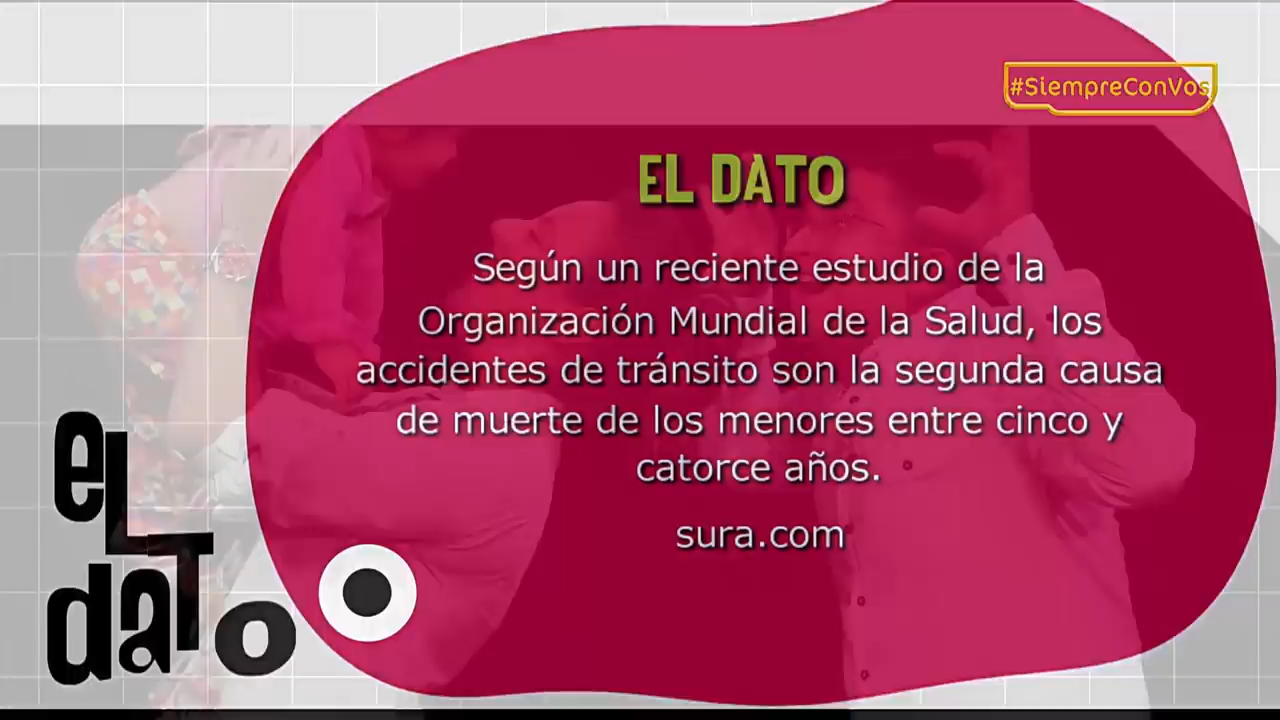 #SiempreConVos
EL DATO
Según un reciente estudio de la
Organización Mundial de la Salud, los
accidentes de tránsito son la segunda causa
de muerte de los menores entre cinco y
catorce años.
sura.com
eL
daTo